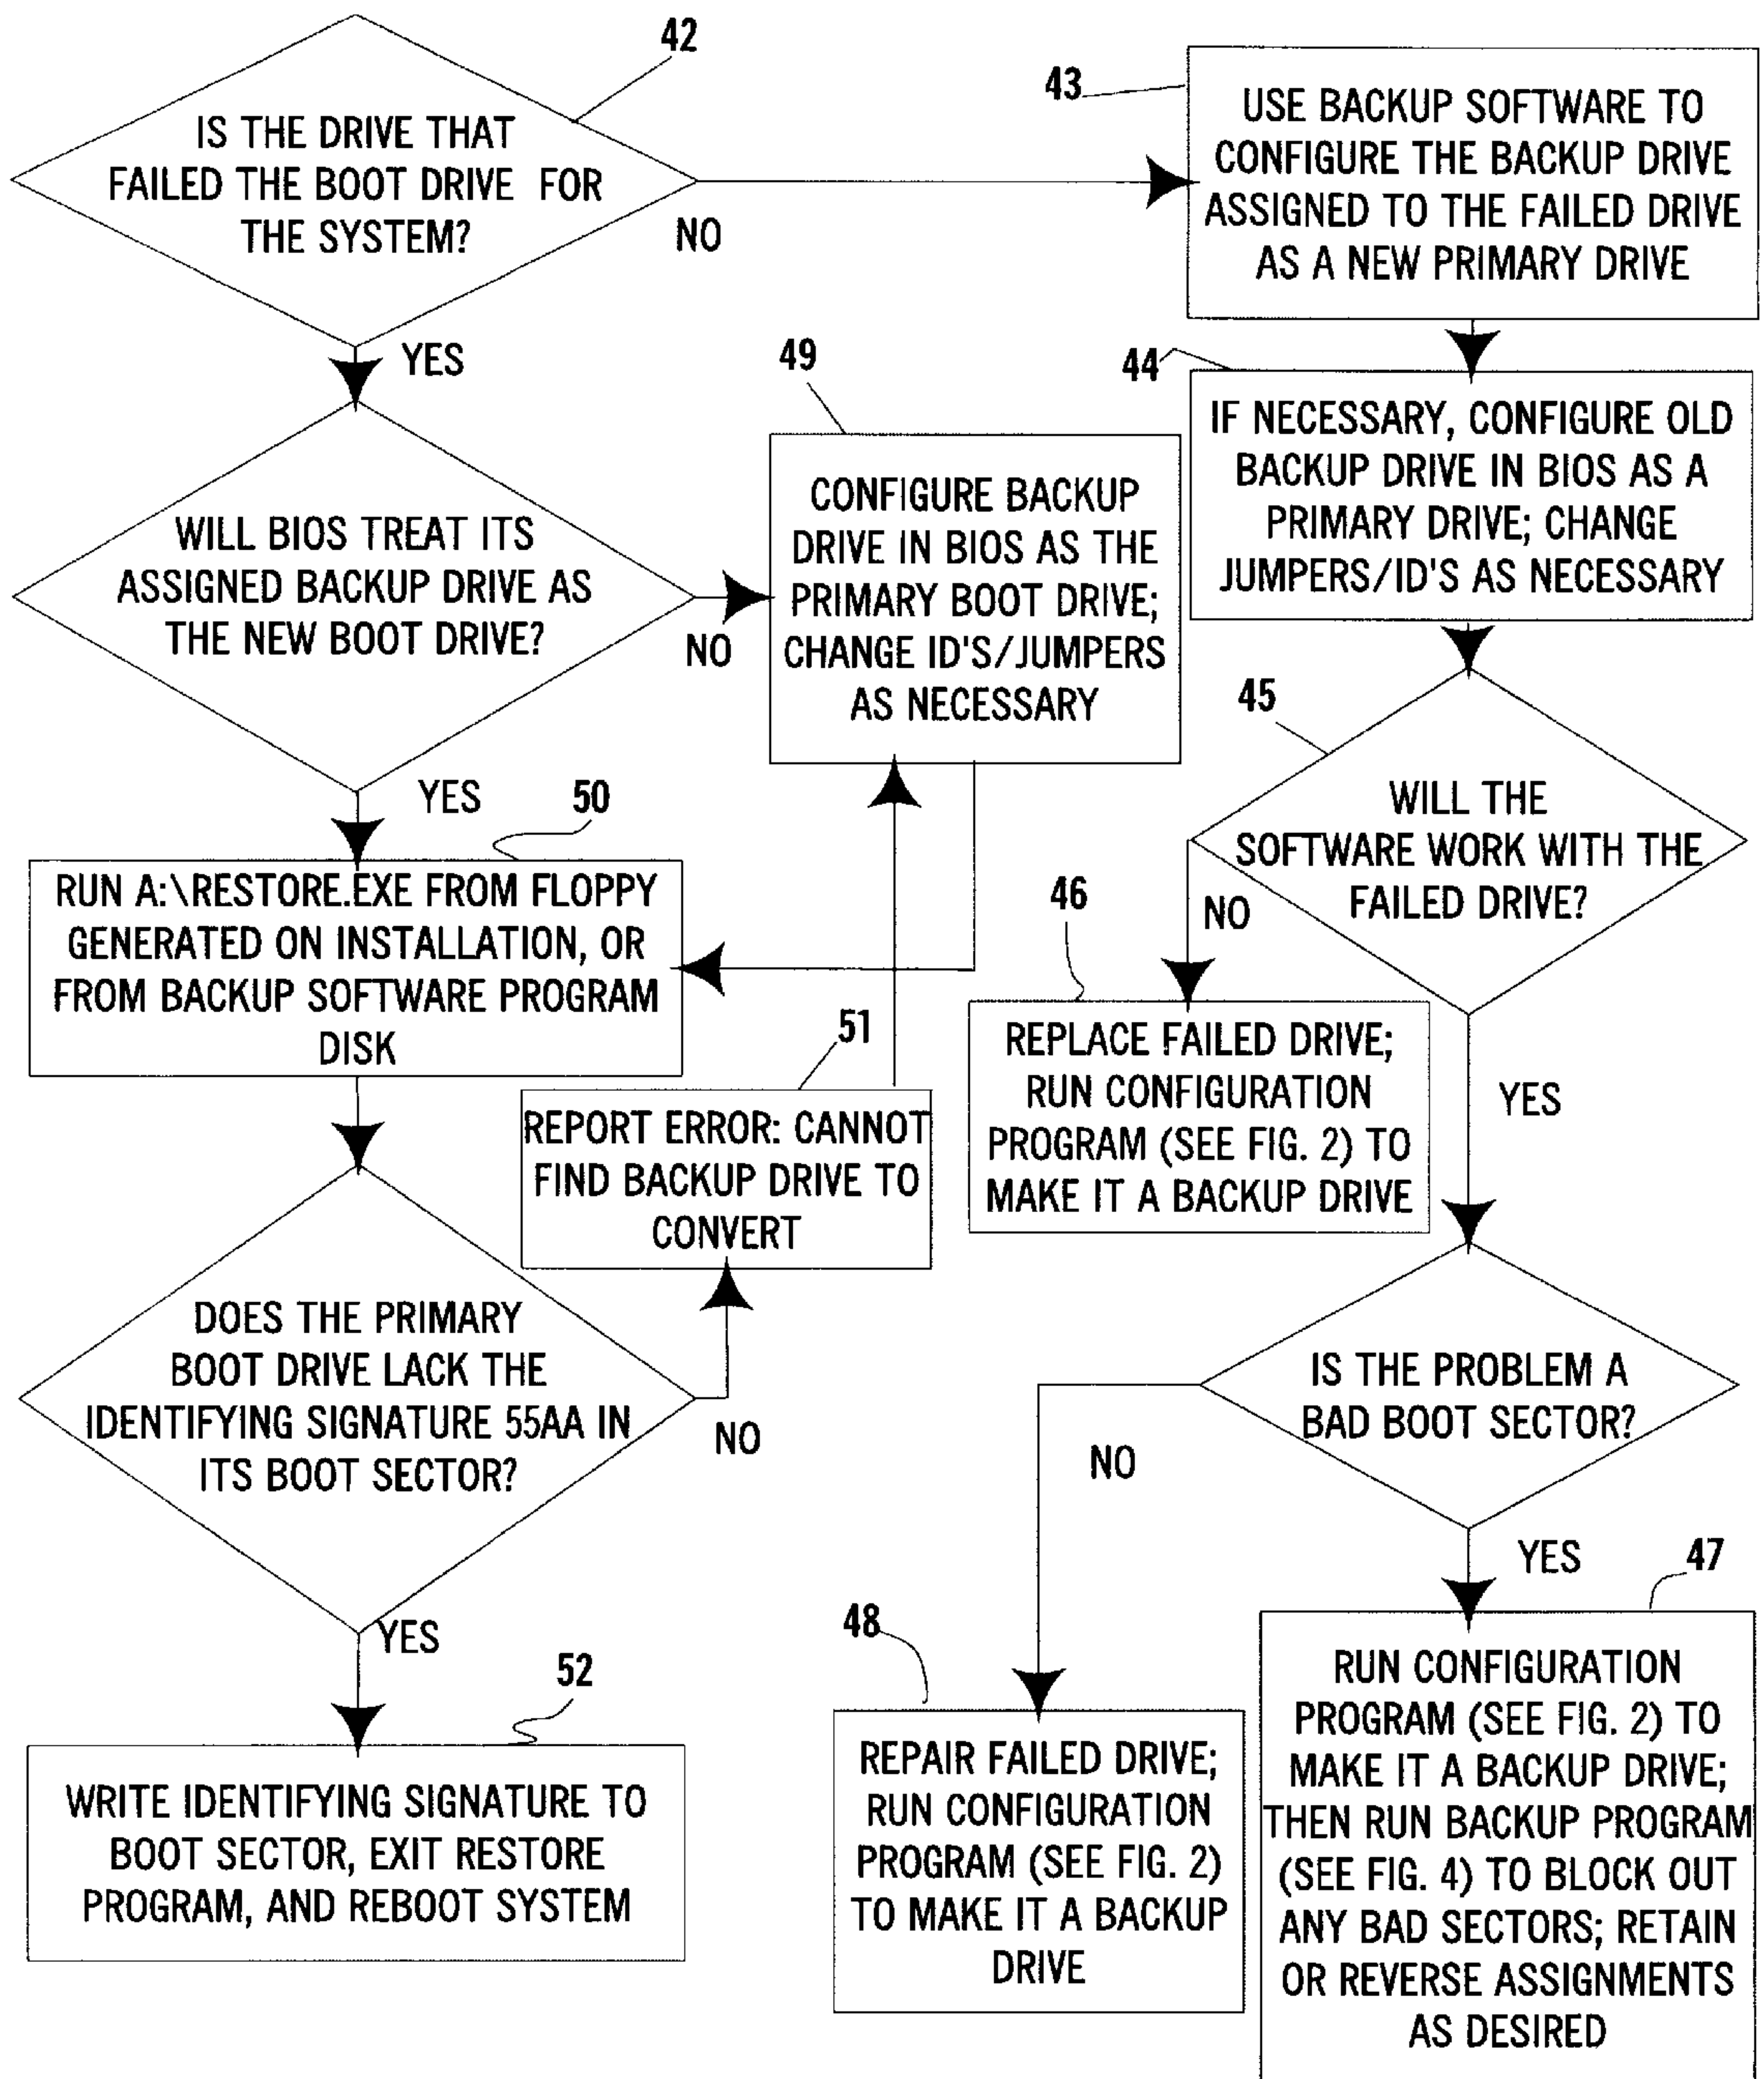 42
IS THE DRIVE THAT
FAILED THE BOOT DRIVE FOR
THE SYSTEM?
NO
YES
43
USE BACKUP SOFTWARE TO
CONFIGURE THE BACKUP DRIVE
ASSIGNED TO THE FAILED DRIVE
AS A NEW PRIMARY DRIVE
44
IF NECESSARY, CONFIGURE OLD
BACKUP DRIVE IN BIOS AS A
PRIMARY DRIVE; CHANGE
JUMPERS/ID'S AS NECESSARY
WILL BIOS TREAT ITS
ASSIGNED BACKUP DRIVE AS
THE NEW BOOT DRIVE?
NO
YES
49
CONFIGURE BACKUP
DRIVE IN BIOS AS THE
PRIMARY BOOT DRIVE;
CHANGE ID'S/JUMPERS
AS NECESSARY
45
WILL THE
SOFTWARE WORK WITH THE
FAILED DRIVE?
NO
YES
50
RUN A:\RESTORE.EXE FROM FLOPPY
GENERATED ON INSTALLATION, OR
FROM BACKUP SOFTWARE PROGRAM
DISK
46
REPLACE FAILED DRIVE;
RUN CONFIGURATION
PROGRAM (SEE FIG. 2) TO
MAKE IT A BACKUP DRIVE
51
REPORT ERROR: CANNOT
FIND BACKUP DRIVE TO
CONVERT
DOES THE PRIMARY
BOOT DRIVE LACK THE
IDENTIFYING SIGNATURE 55AA IN
ITS BOOT SECTOR?
NO
YES
IS THE PROBLEM A
BAD BOOT SECTOR?
NO
YES
52
WRITE IDENTIFYING SIGNATURE TO
BOOT SECTOR, EXIT RESTORE
PROGRAM, AND REBOOT SYSTEM
48
REPAIR FAILED DRIVE;
RUN CONFIGURATION
PROGRAM (SEE FIG. 2)
TO MAKE IT A BACKUP
DRIVE
47
RUN CONFIGURATION
PROGRAM (SEE FIG. 2) TO
MAKE IT A BACKUP DRIVE;
THEN RUN BACKUP PROGRAM
(SEE FIG. 4) TO BLOCK OUT
ANY BAD SECTORS; RETAIN
OR REVERSE ASSIGNMENTS
AS DESIRED